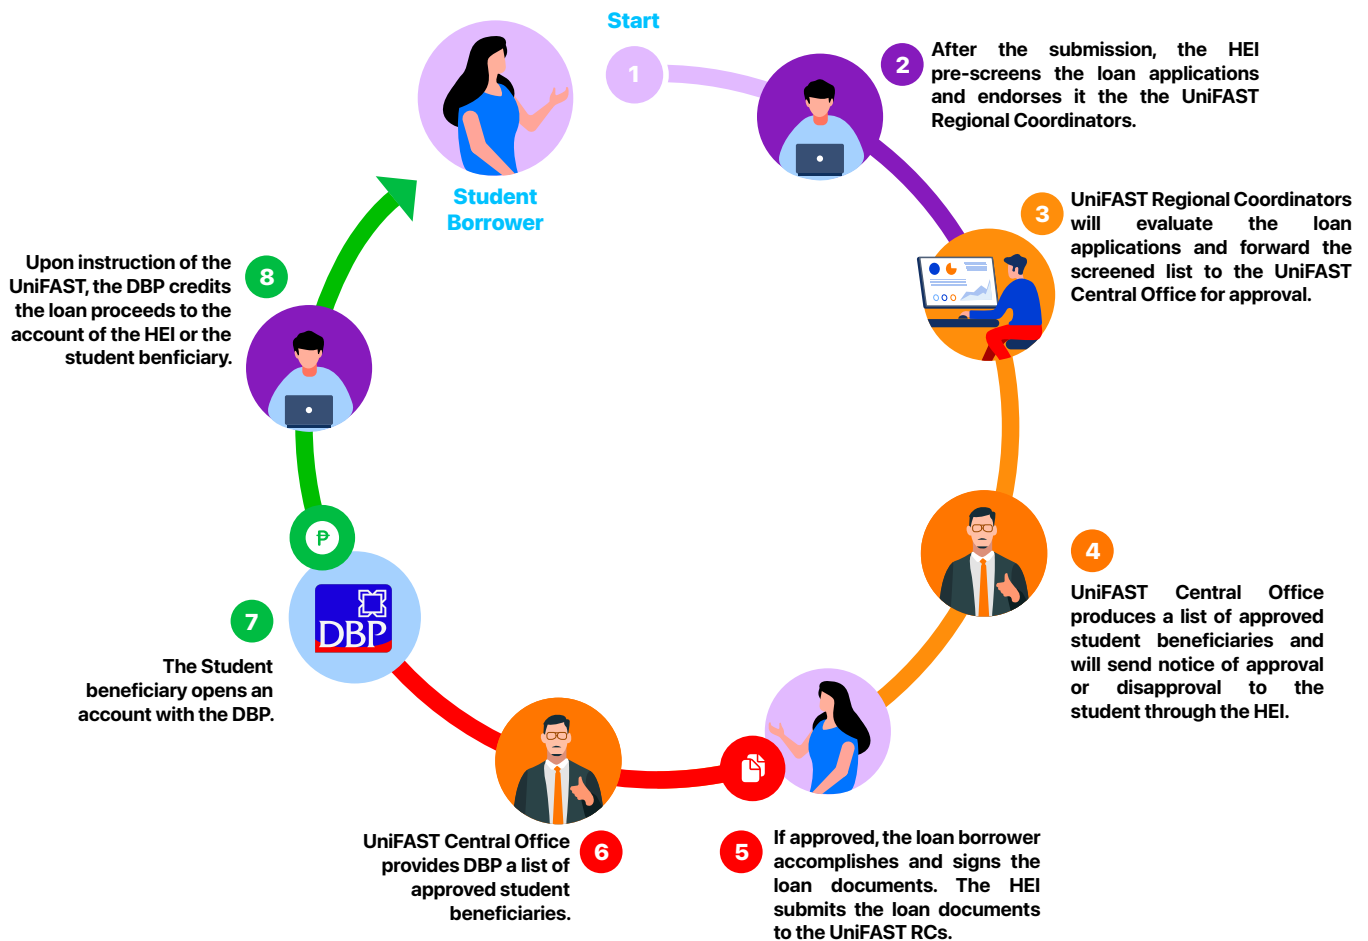 Start
1
Student
Borrower
2
After the submission, the HEI
pre-screens the loan applications
and endorses it the the UniFAST
Regional Coordinators.
3
UniFAST Regional Coordinators
will evaluate the loan
applications and forward the
screened list to the UniFAST
Central Office for approval.
4
UniFAST Central Office
produces a list of approved
student beneficiaries and
will send notice of approval
or disapproval to the
student through the HEI.
5
If approved, the loan borrower
accomplishes and signs the
loan documents. The HEI
submits the loan documents
to the UniFAST RCs.
6
UniFAST Central Office
provides DBP a list of
approved student
beneficiaries.
7
The Student
beneficiary opens an
account with the DBP.
DBP
₱
8
Upon instruction of the
UniFAST, the DBP credits
the loan proceeds to the
account of the HEI or the
student benficiary.